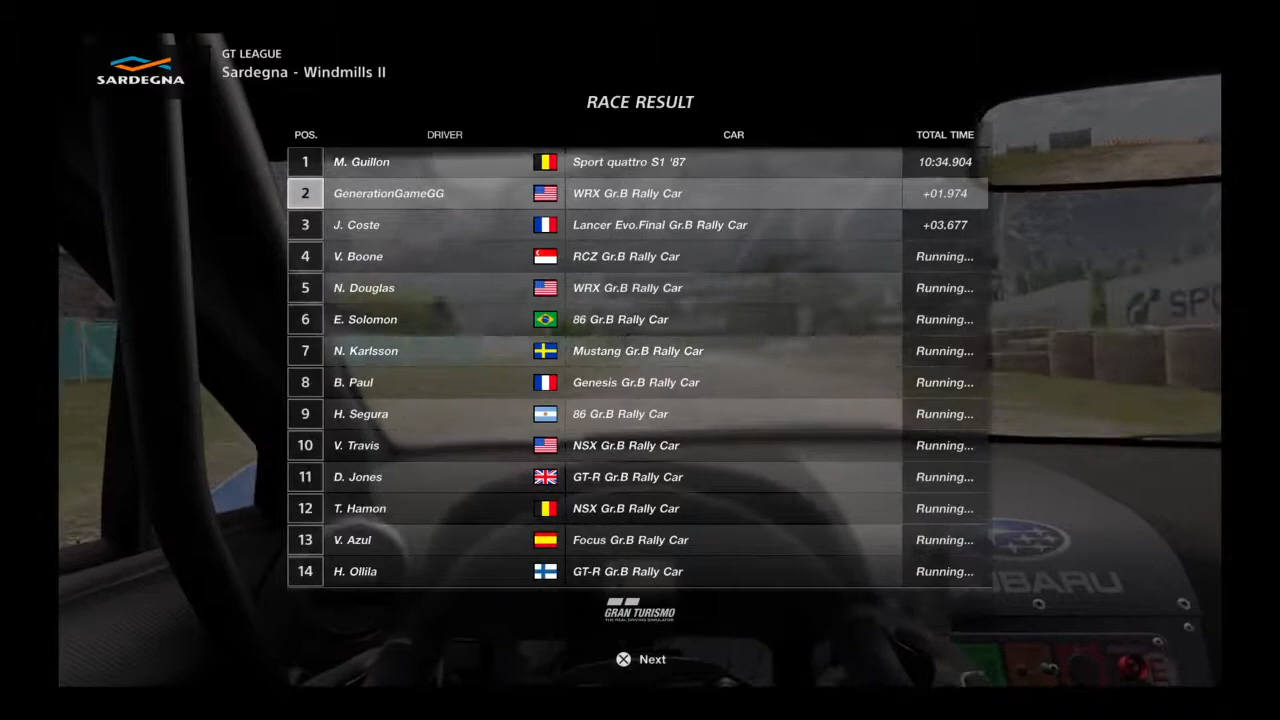 GT LEAGUE
SARDEGNA
Sardegna - Windmills II
RACE RESULT
POS. DRIVER CAR TOTAL TIME
1 M. Guillon Sport quattro S1 '87 10:34.904
2 GenerationGameGG WRX Gr.B Rally Car +01.974
3 J. Coste Lancer Evo.Final Gr.B Rally Car +03.677
4 V. Boone RCZ Gr.B Rally Car Running...
5 N. Douglas WRX Gr.B Rally Car Running...
6 E. Solomon 86 Gr.B Rally Car Running...
7 N. Karlsson Mustang Gr.B Rally Car Running...
8 B. Paul Genesis Gr.B Rally Car Running...
9 H. Segura 86 Gr.B Rally Car Running...
10 V. Travis NSX Gr.B Rally Car Running...
11 D. Jones GT-R Gr.B Rally Car Running...
12 T. Hamon NSX Gr.B Rally Car Running...
13 V. Azul Focus Gr.B Rally Car Running...
14 H. Ollila GT-R Gr.B Rally Car Running...
SUBARU
GRAN TURISMO
THE REAL DRIVING SIMULATOR
Next